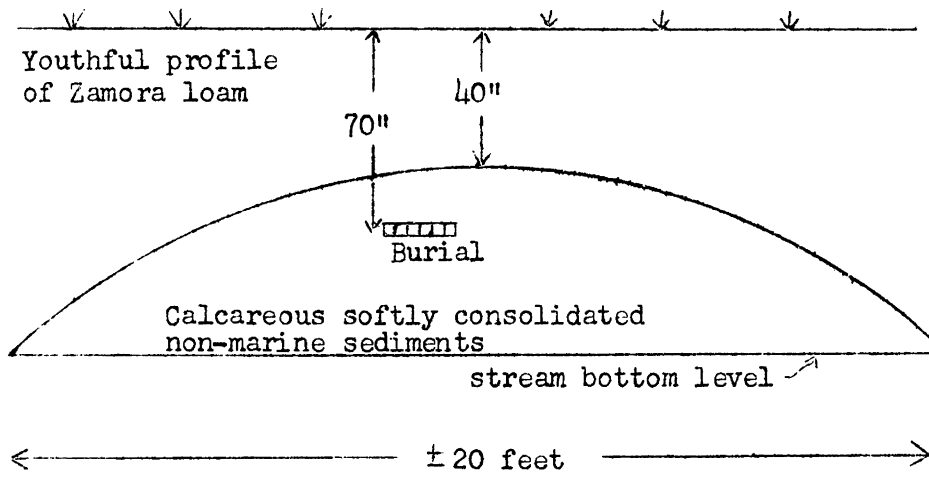 Youthful profile
of Zamora loam
40"
70"
Burial
Calcareous softly consolidated
non-marine sediments
stream bottom level
± 20 feet